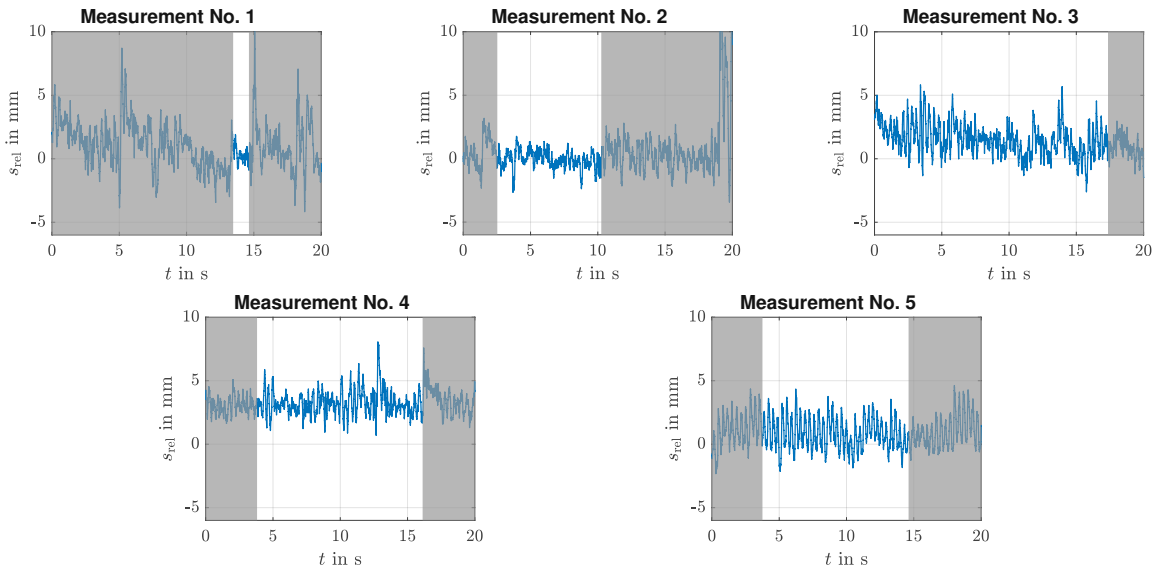 Measurement No. 1
10
5
0
-5
s_rel in mm
0 5 10 15 20
t in s
Measurement No. 2
10
5
0
-5
s_rel in mm
0 5 10 15 20
t in s
Measurement No. 3
10
5
0
-5
s_rel in mm
0 5 10 15 20
t in s
Measurement No. 4
10
5
0
-5
s_rel in mm
0 5 10 15 20
t in s
Measurement No. 5
10
5
0
-5
s_rel in mm
0 5 10 15 20
t in s